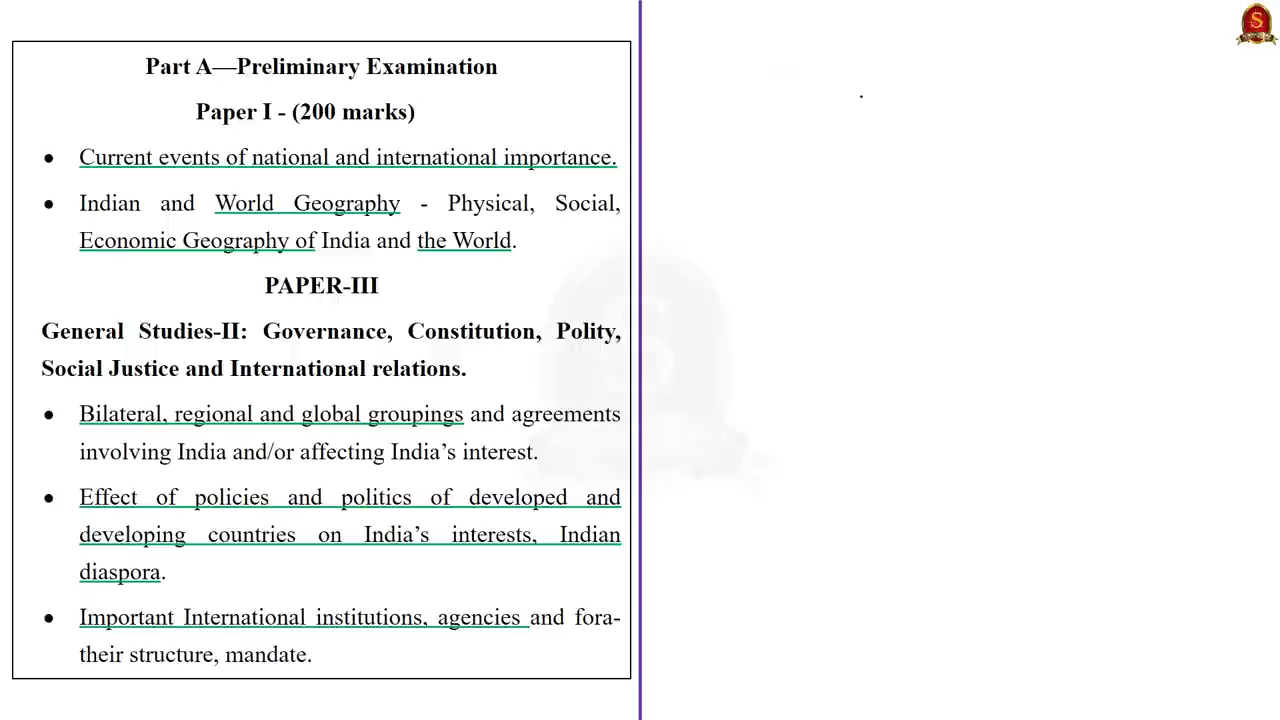 Part A—Preliminary Examination
Paper I - (200 marks)
• Current events of national and international importance.
• Indian and World Geography - Physical, Social,
Economic Geography of India and the World.
PAPER-III
General Studies-II: Governance, Constitution, Polity,
Social Justice and International relations.
• Bilateral, regional and global groupings and agreements
involving India and/or affecting India’s interest.
• Effect of policies and politics of developed and
developing countries on India’s interests, Indian
diaspora.
• Important International institutions, agencies and fora-
their structure, mandate.
S